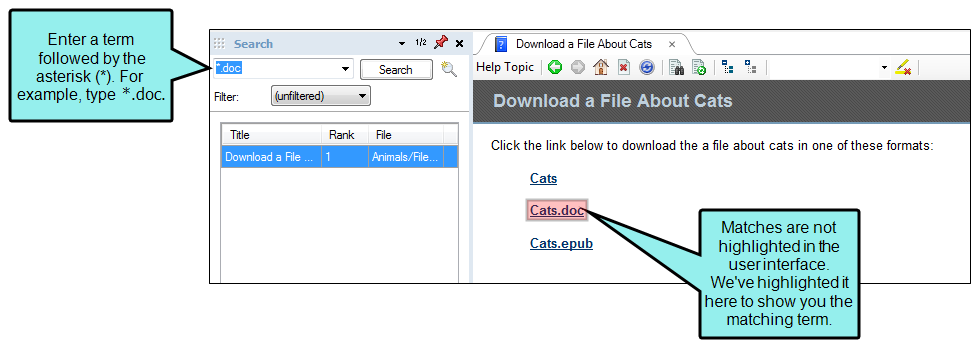 Enter a term
followed by the
asterisk (*). For
example, type *.doc.
Search
1/2
*.doc
Search
Filter:
(unfiltered)
Title Rank File
Download a File ... 1 Animals/File...
Download a File About Cats
Help Topic
Download a File About Cats
Click the link below to download the a file about cats in one of these formats:
Cats
Cats.doc
Cats.epub
Matches are not
highlighted in the
user interface.
We've highlighted it
here to show you the
matching term.